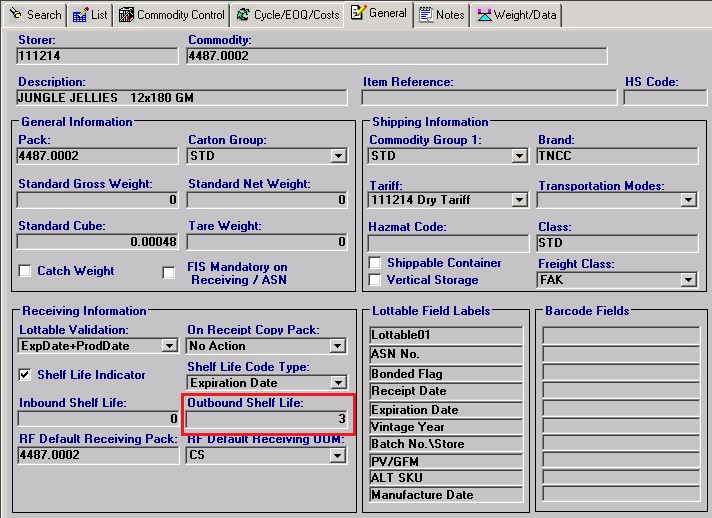 Search List Commodity Control Cycle/EOQ/Costs General Notes Weight/Data
Storer: Commodity:
111214 4487.0002
Description: Item Reference: HS Code:
JUNGLE JELLIES 12x180 GM
General Information
Pack: Carton Group:
4487.0002 STD
Standard Gross Weight: Standard Net Weight:
0 0
Standard Cube: Tare Weight:
0.00048 0
Catch Weight FIS Mandatory on
Receiving / ASN
Shipping Information
Commodity Group 1: Brand:
STD TNCC
Tariff: Transportation Modes:
111214 Dry Tariff
Hazmat Code: Class:
STD
Shippable Container Freight Class:
Vertical Storage FAK
Receiving Information
Lottable Validation: On Receipt Copy Pack:
ExpDate+ProdDate No Action
Shelf Life Indicator Shelf Life Code Type:
Expiration Date
Inbound Shelf Life: Outbound Shelf Life:
0 3
RF Default Receiving Pack: RF Default Receiving UOM:
4487.0002 CS
Lottable Field Labels
Lottable01
ASN No.
Bonded Flag
Receipt Date
Expiration Date
Vintage Year
Batch No.\Store
PV/GFM
ALT SKU
Manufacture Date
Barcode Fields